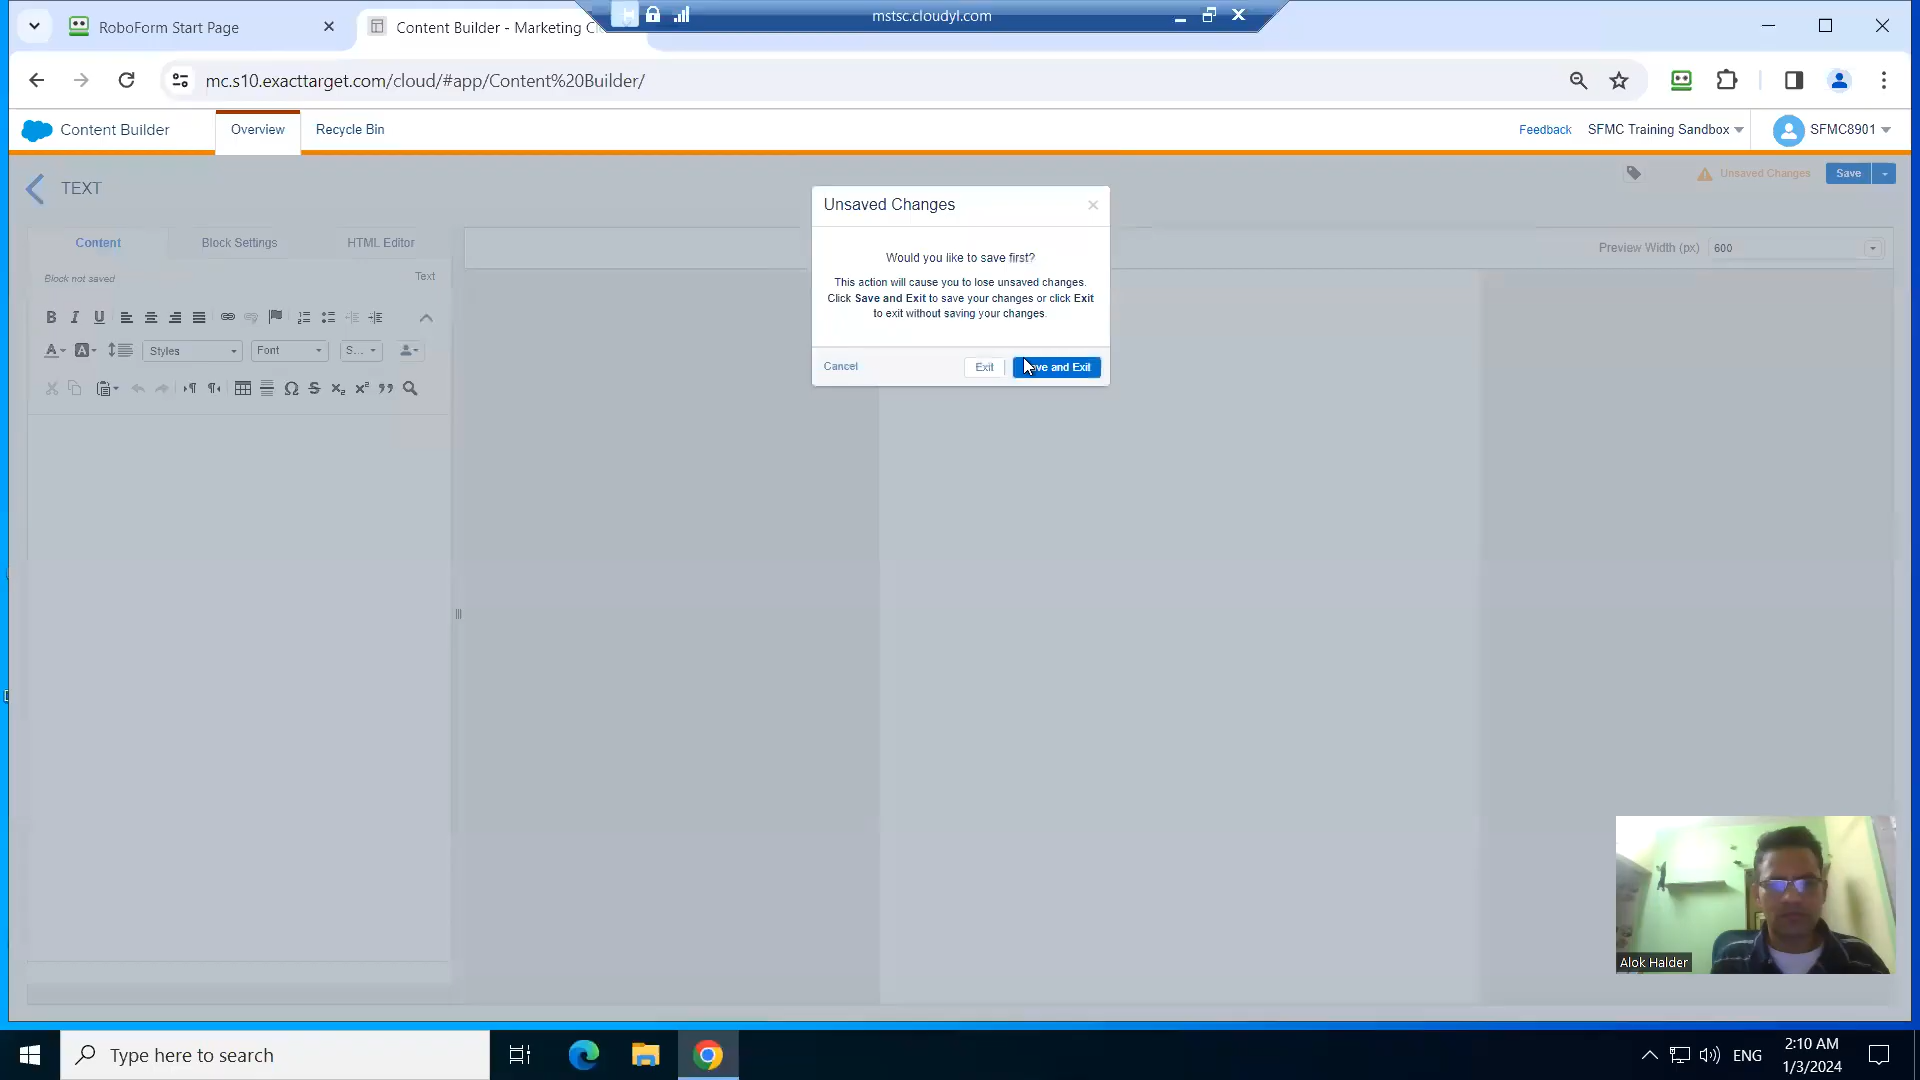 RoboForm Start Page
Content Builder - Marketing Cl
mstsc.cloudyl.com
mc.s10.exacttarget.com/cloud/#app/Content%20Builder/
Content Builder
Overview
Recycle Bin
Feedback
SFMC Training Sandbox
SFMC8901
TEXT
Unsaved Changes
Save
Content
Block Settings
HTML Editor
Preview Width (px)
600
Block not saved
Text
Styles
Font
S...
Unsaved Changes
Would you like to save first?
This action will cause you to lose unsaved changes.
Click Save and Exit to save your changes or click Exit
to exit without saving your changes.
Cancel
Exit
and Exit
Alok Halder
Type here to search
ENG
2:10 AM
1/3/2024